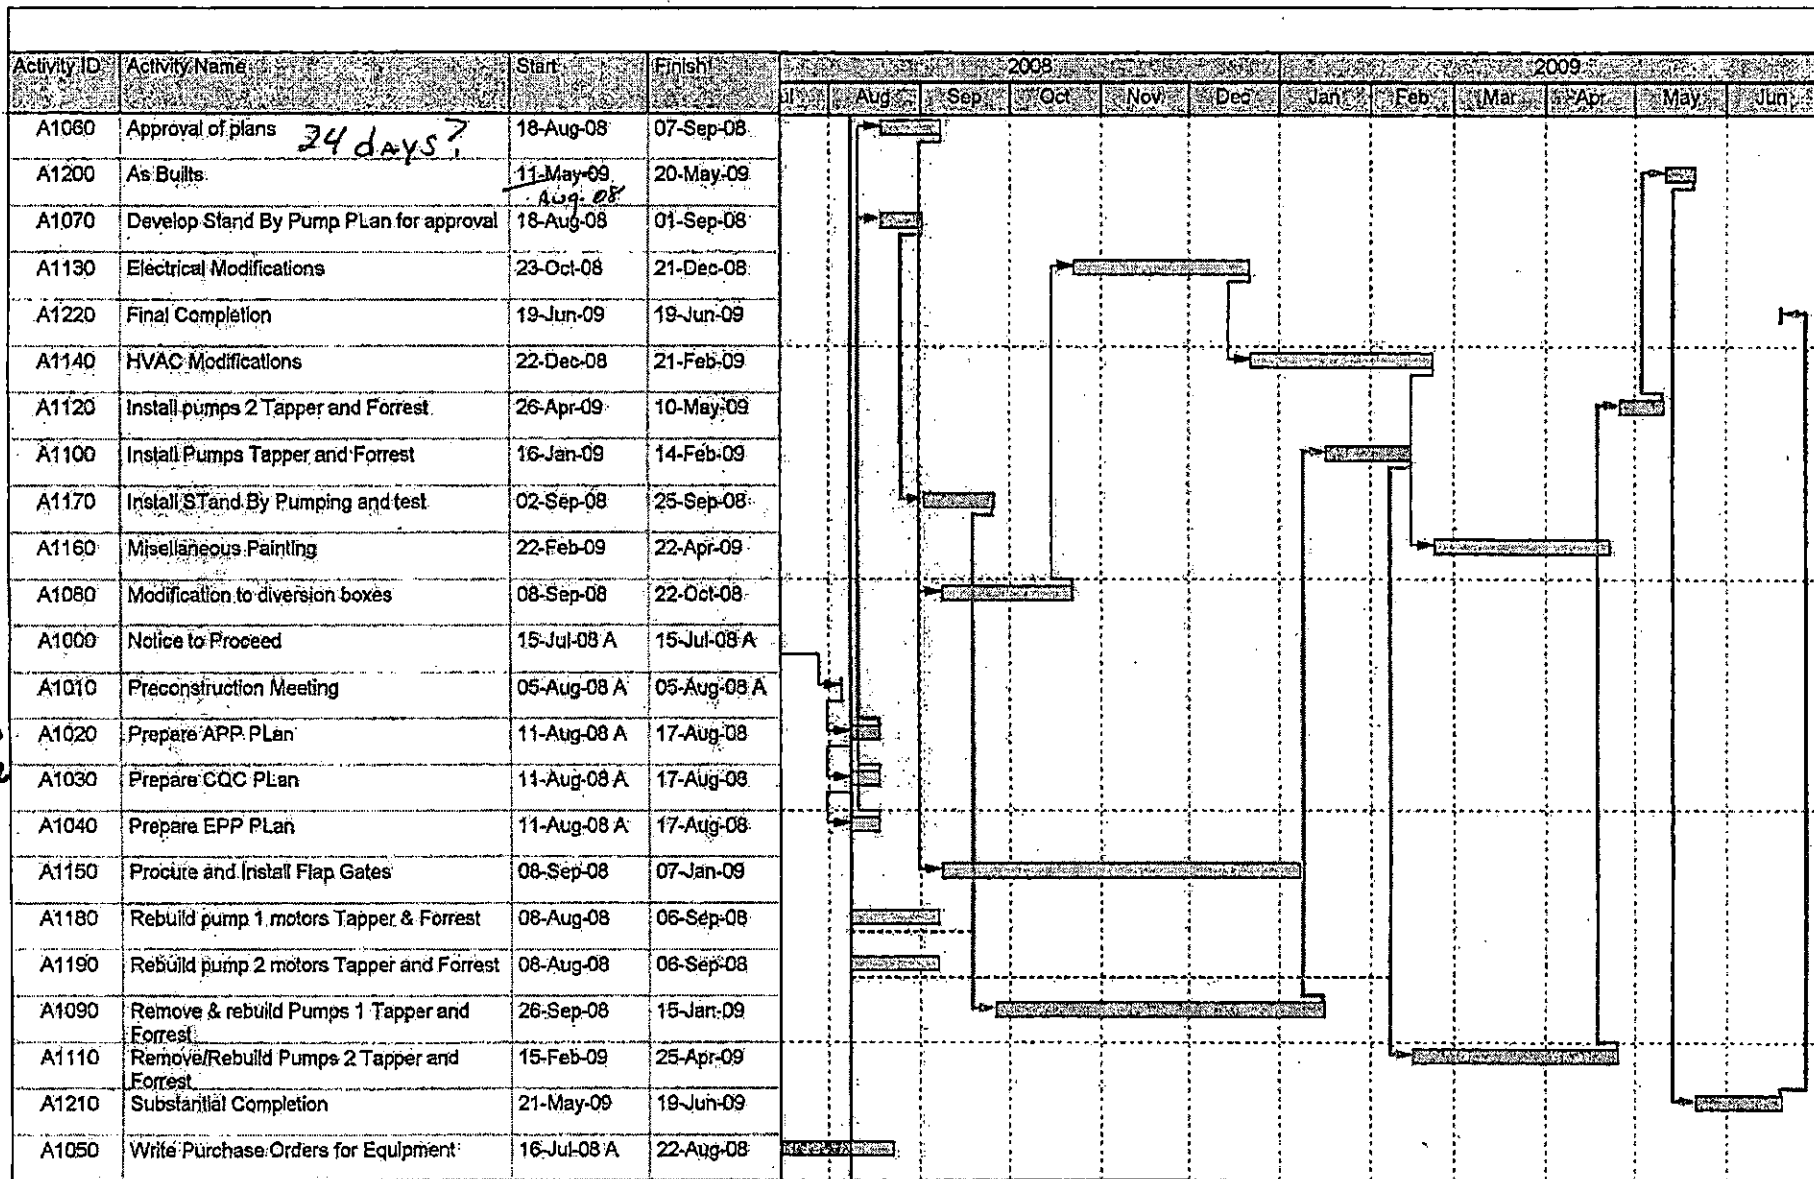 2008 2009
Activity ID Activity Name Start Finish
Aug Sep Oct Nov Dec Jan Feb Mar Apr May Jun
A1060 Approval of plans 24 days? 18-Aug-08 07-Sep-08
A1200 As Builts 11-May-09 20-May-09
Aug. 08
A1070 Develop Stand By Pump PLan for approval 18-Aug-08 01-Sep-08
A1130 Electrical Modifications 23-Oct-08 21-Dec-08
A1220 Final Completion 19-Jun-09 19-Jun-09
A1140 HVAC Modifications 22-Dec-08 21-Feb-09
A1120 Install pumps 2 Tapper and Forrest 26-Apr-09 10-May-09
A1100 Install Pumps Tapper and Forrest 16-Jan-09 14-Feb-09
A1170 Install STand By Pumping and test 02-Sep-08 25-Sep-08
A1160 Misellaneous Painting 22-Feb-09 22-Apr-09
A1080 Modification to diversion boxes 08-Sep-08 22-Oct-08
A1000 Notice to Proceed 15-Jul-08 A 15-Jul-08 A
A1010 Preconstruction Meeting 05-Aug-08 A 05-Aug-08 A
A1020 Prepare APP PLan 11-Aug-08 A 17-Aug-08
A1030 Prepare CQC PLan 11-Aug-08 A 17-Aug-08
A1040 Prepare EPP PLan 11-Aug-08 A 17-Aug-08
A1150 Procure and Install Flap Gates 08-Sep-08 07-Jan-09
A1180 Rebuild pump 1 motors Tapper & Forrest 08-Aug-08 06-Sep-08
A1190 Rebuild pump 2 motors Tapper and Forrest 08-Aug-08 06-Sep-08
A1090 Remove & rebuild Pumps 1 Tapper and 26-Sep-08 15-Jan-09
Forrest
A1110 Remove/Rebuild Pumps 2 Tapper and 15-Feb-09 25-Apr-09
Forrest
A1210 Substantial Completion 21-May-09 19-Jun-09
A1050 Write Purchase Orders for Equipment 16-Jul-08 A 22-Aug-08